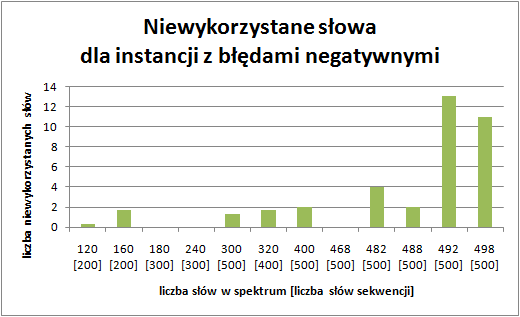 Niewykorzystane słowa
dla instancji z błędami negatywnymi
liczba niewykorzystanych słów
14
12
10
8
6
4
2
0
120 160 180 240 300 320 400 468 482 488 492 498
[200] [200] [300] [300] [500] [400] [500] [500] [500] [500] [500] [500]
liczba słów w spektrum [liczba słów sekwencji]